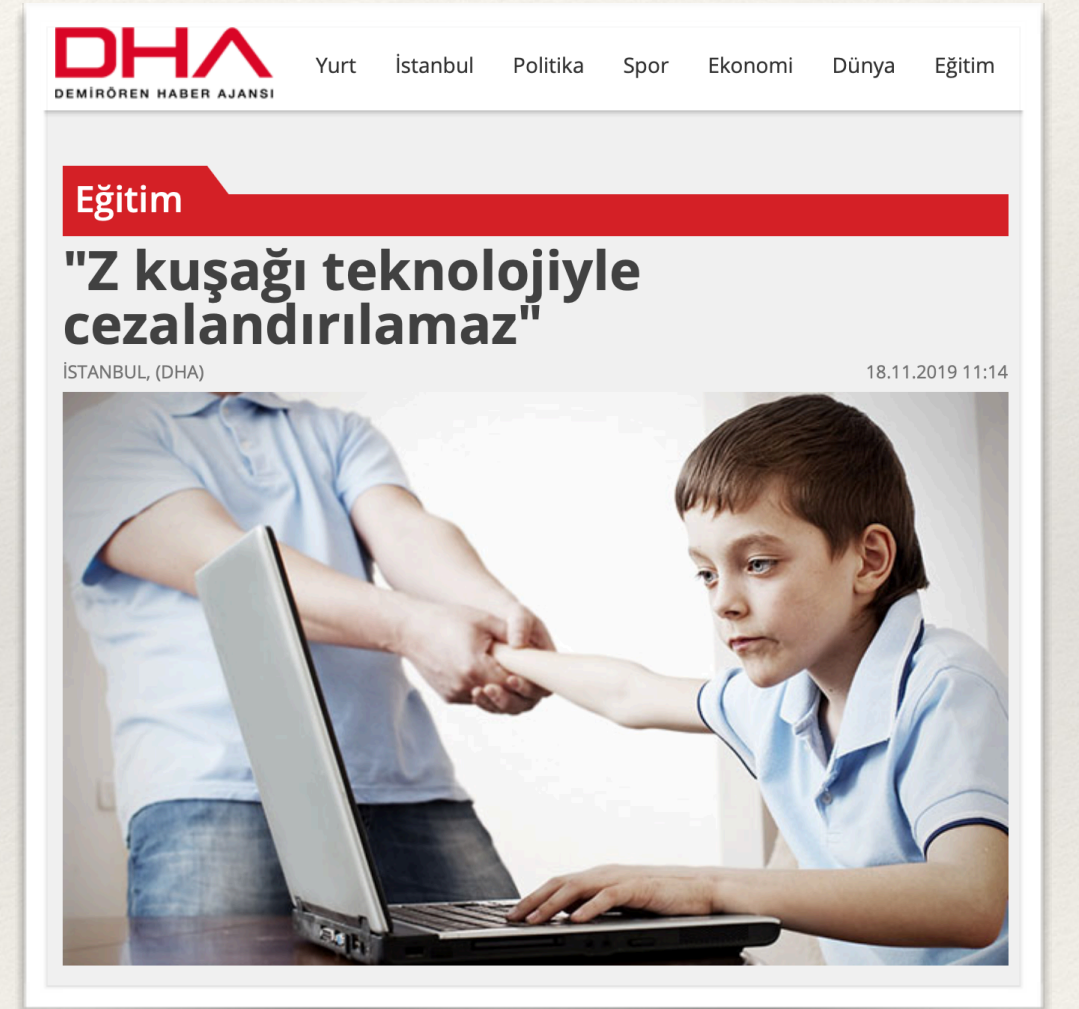 DHA
DEMİRÖREN HABER AJANSI
Yurt İstanbul Politika Spor Ekonomi Dünya Eğitim
Eğitim
"Z kuşağı teknolojiyle
cezalandırılamaz"
İSTANBUL, (DHA) 18.11.2019 11:14